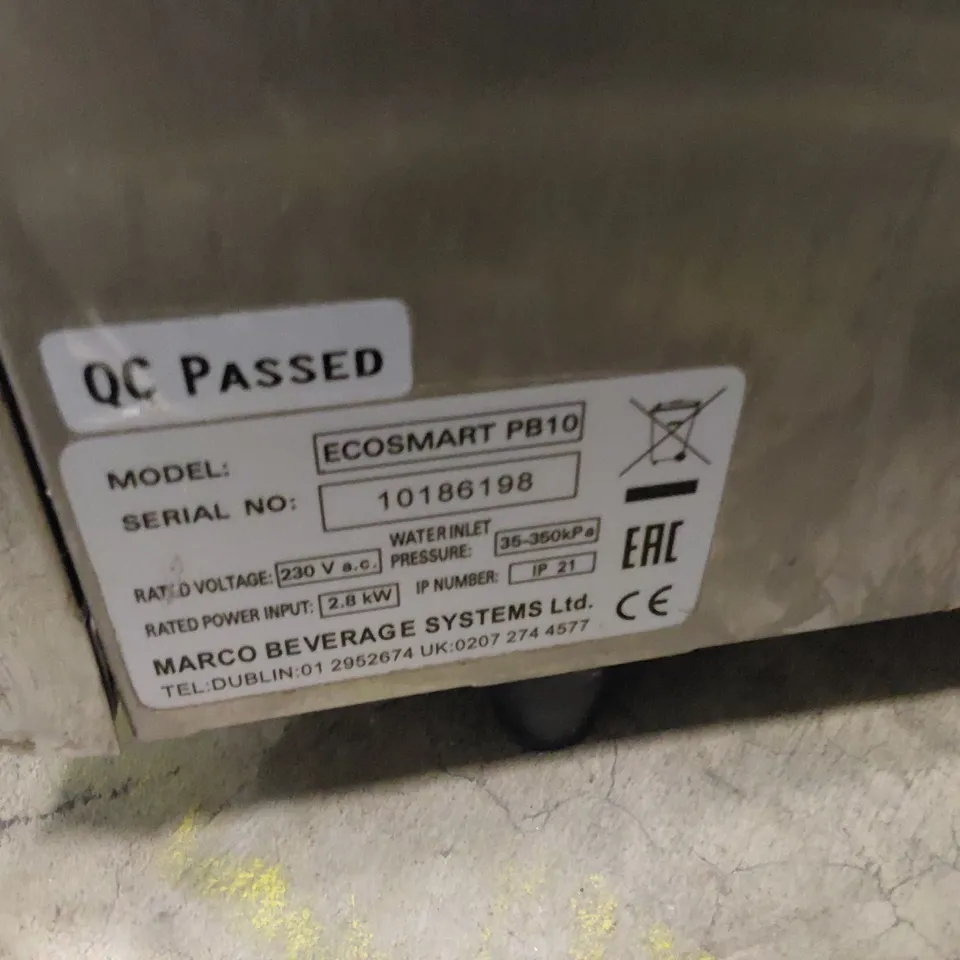 QC PASSED
MODEL: ECOSMART PB10
SERIAL NO: 10186198
RATED VOLTAGE: 230 V a.c. WATER INLET PRESSURE: 35-350kPa
RATED POWER INPUT: 2.8 kW IP NUMBER: IP 21
MARCO BEVERAGE SYSTEMS Ltd.
TEL:DUBLIN:01 2952674 UK:0207 274 4577
EAC
CE